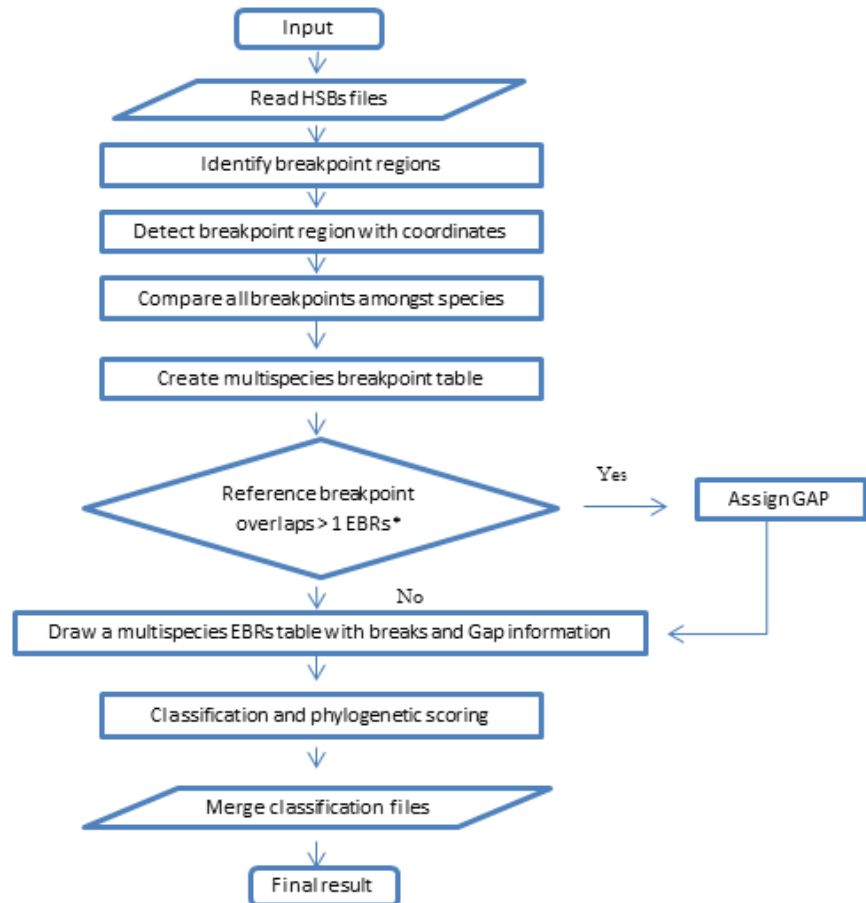 Input
Read HSBs files
Identify breakpoint regions
Detect breakpoint region with coordinates
Compare all breakpoints amongst species
Create multispecies breakpoint table
Reference breakpoint
overlaps > 1 EBRs*
Yes
Assign GAP
No
Draw a multispecies EBRs table with breaks and Gap information
Classification and phylogenetic scoring
Merge classification files
Final result